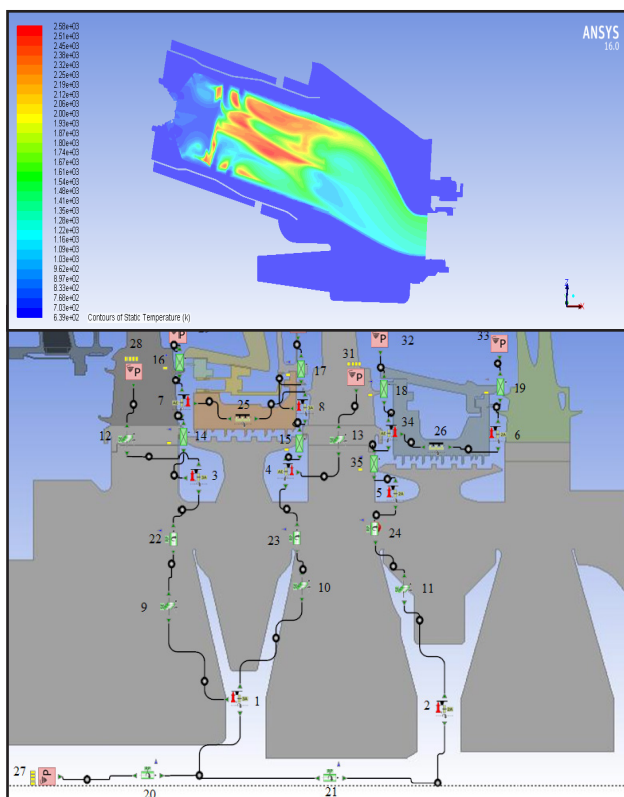 2.58e+03
2.51e+03
2.45e+03
2.38e+03
2.32e+03
2.25e+03
2.19e+03
2.12e+03
2.06e+03
2.00e+03
1.93e+03
1.87e+03
1.80e+03
1.74e+03
1.67e+03
1.61e+03
1.54e+03
1.48e+03
1.41e+03
1.35e+03
1.28e+03
1.22e+03
1.16e+03
1.09e+03
1.03e+03
9.62e+02
8.97e+02
8.33e+02
7.68e+02
7.03e+02
6.39e+02
ANSYS
16.0
Z
X
Contours of Static Temperature (k)
28 P 16 P P 31 P 32 P 33 P
17 18 19
7 25 8 34 26 6
12 14 15 13 35
3 4 5
22 23 24
9 10 11
1 2
27 P 20 21